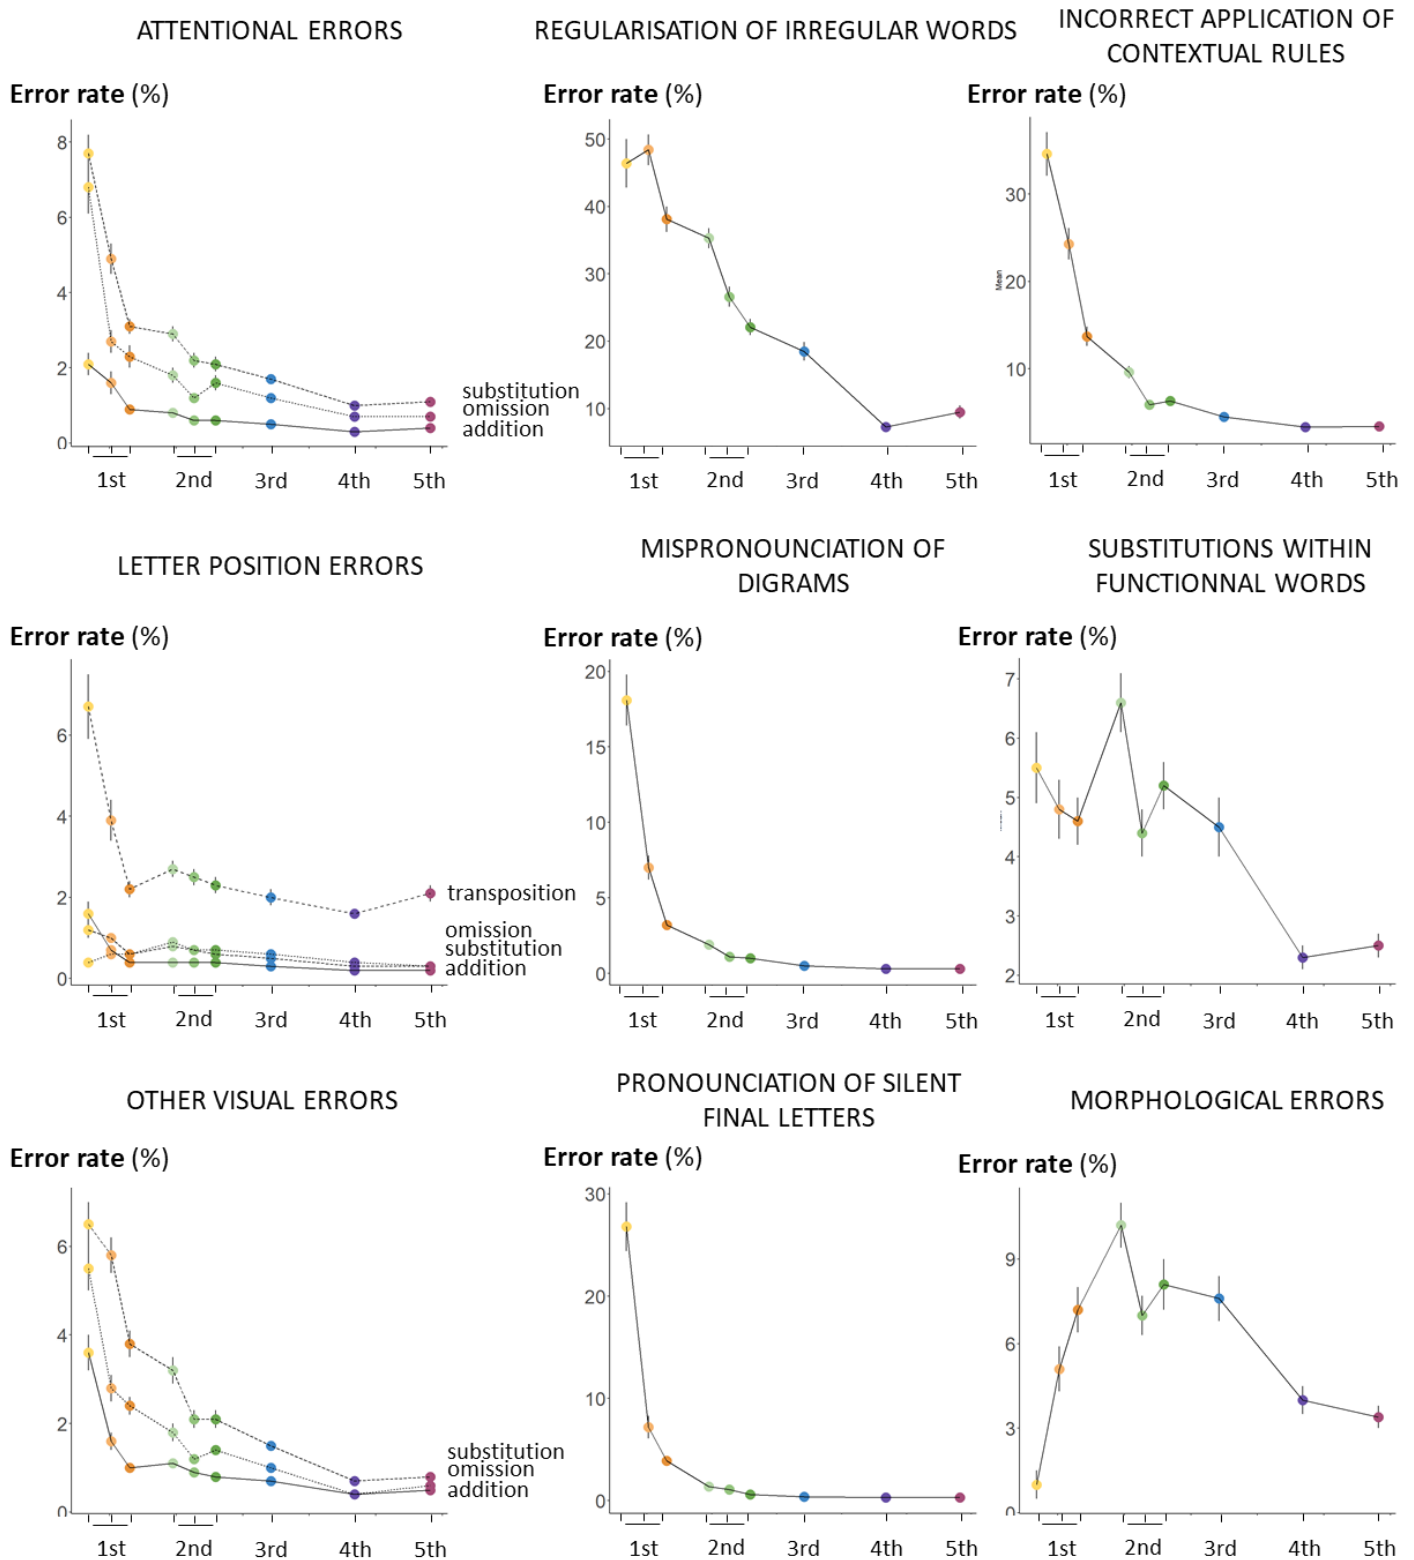 ATTENTIONAL ERRORS
Error rate (%)
8
6
4
2
0
substitution
omission
addition
1st 2nd 3rd 4th 5th
REGULARISATION OF IRREGULAR WORDS
Error rate (%)
50
40
30
20
10
1st 2nd 3rd 4th 5th
INCORRECT APPLICATION OF
CONTEXTUAL RULES
Error rate (%)
Mean
30
20
10
1st 2nd 3rd 4th 5th
LETTER POSITION ERRORS
Error rate (%)
6
4
2
0
transposition
omission
substitution
addition
1st 2nd 3rd 4th 5th
MISPRONOUNCIATION OF
DIGRAMS
Error rate (%)
20
15
10
5
0
1st 2nd 3rd 4th 5th
SUBSTITUTIONS WITHIN
FUNCTIONNAL WORDS
Error rate (%)
7
6
5
4
3
2
1st 2nd 3rd 4th 5th
OTHER VISUAL ERRORS
Error rate (%)
6
4
2
0
substitution
omission
addition
1st 2nd 3rd 4th 5th
PRONOUNCIATION OF SILENT
FINAL LETTERS
Error rate (%)
30
20
10
0
1st 2nd 3rd 4th 5th
MORPHOLOGICAL ERRORS
Error rate (%)
9
6
3
0
1st 2nd 3rd 4th 5th